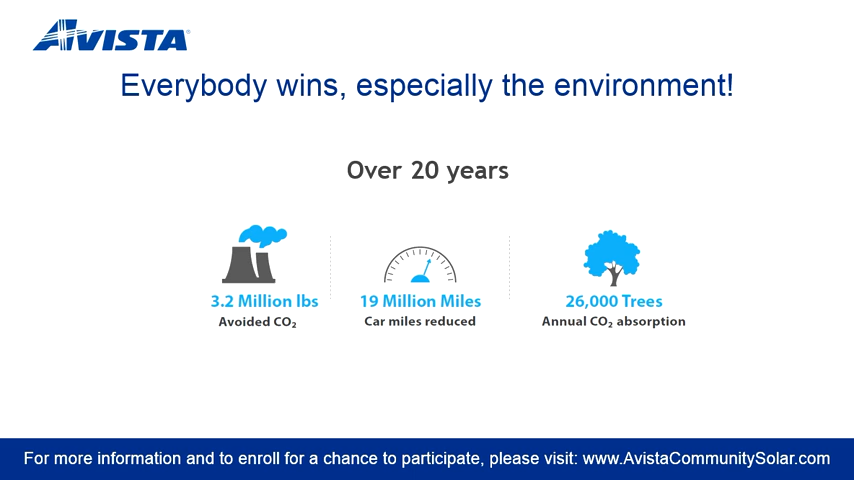 AVISTA®
Everybody wins, especially the environment!
Over 20 years
3.2 Million lbs
Avoided CO₂
19 Million Miles
Car miles reduced
26,000 Trees
Annual CO₂ absorption
For more information and to enroll for a chance to participate, please visit: www.AvistaCommunitySolar.com